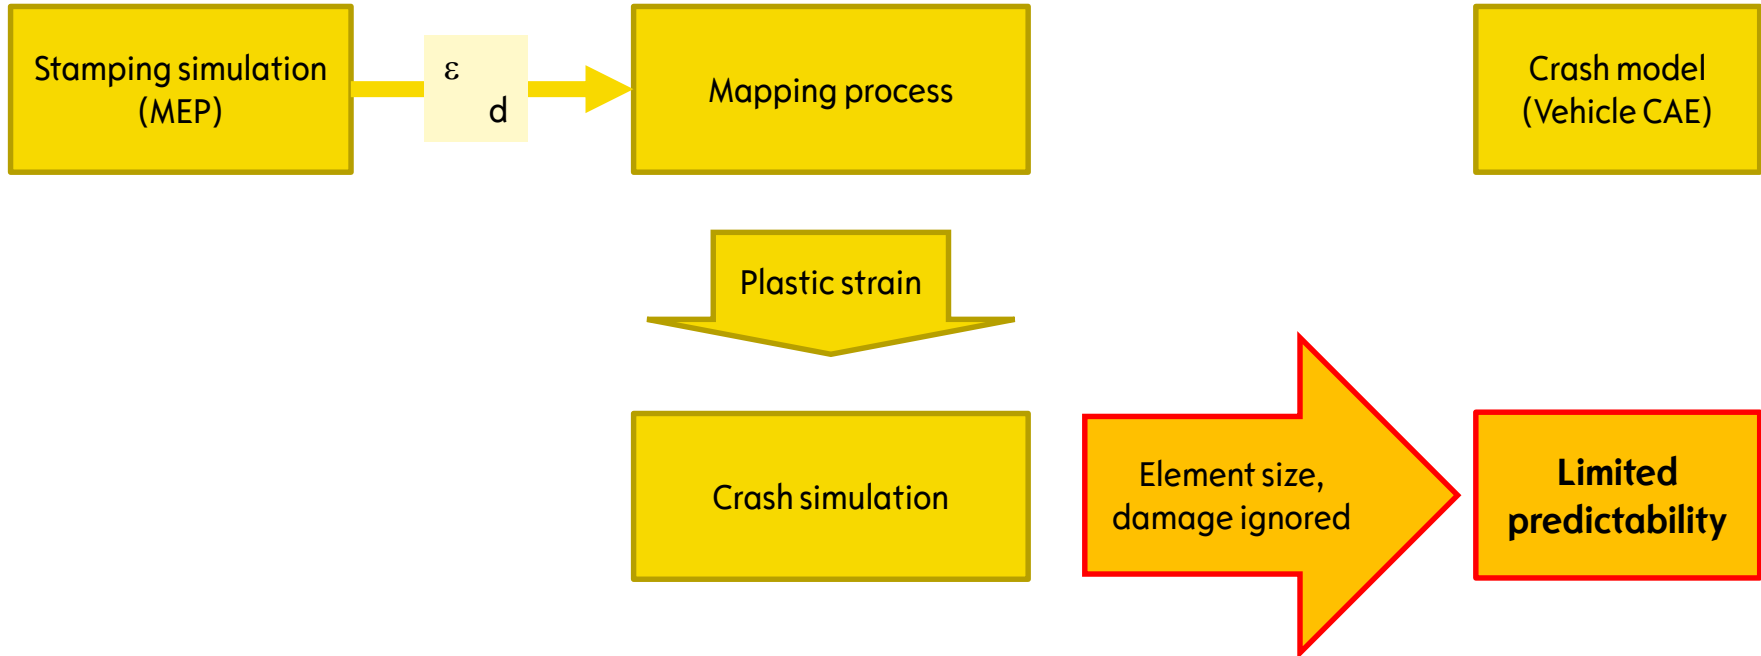 Stamping simulation
(MEP)
ε
d
Mapping process
Crash model
(Vehicle CAE)
Plastic strain
Crash simulation
Element size,
damage ignored
Limited
predictability